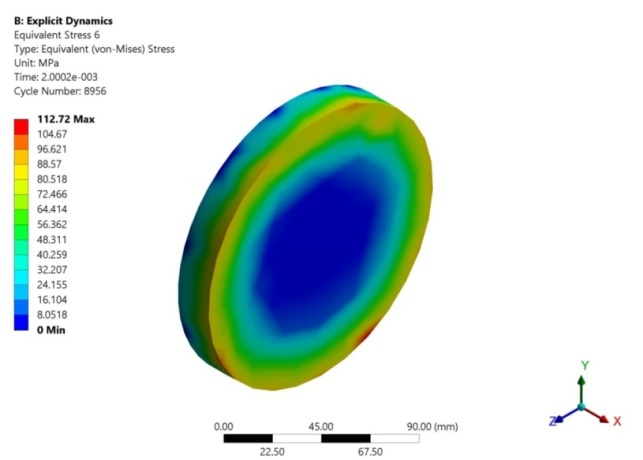 B: Explicit Dynamics
Equivalent Stress 6
Type: Equivalent (von-Mises) Stress
Unit: MPa
Time: 2.0002e-003
Cycle Number: 8956
112.72 Max
104.67
96.621
88.57
80.518
72.466
64.414
56.362
48.311
40.259
32.207
24.155
16.104
8.0518
0 Min
Y
Z X
0.00 45.00 90.00 (mm)
22.50 67.50